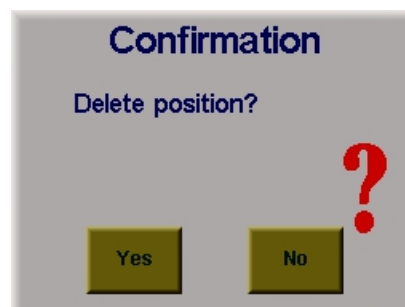 Confirmation
Delete position?
?
Yes No